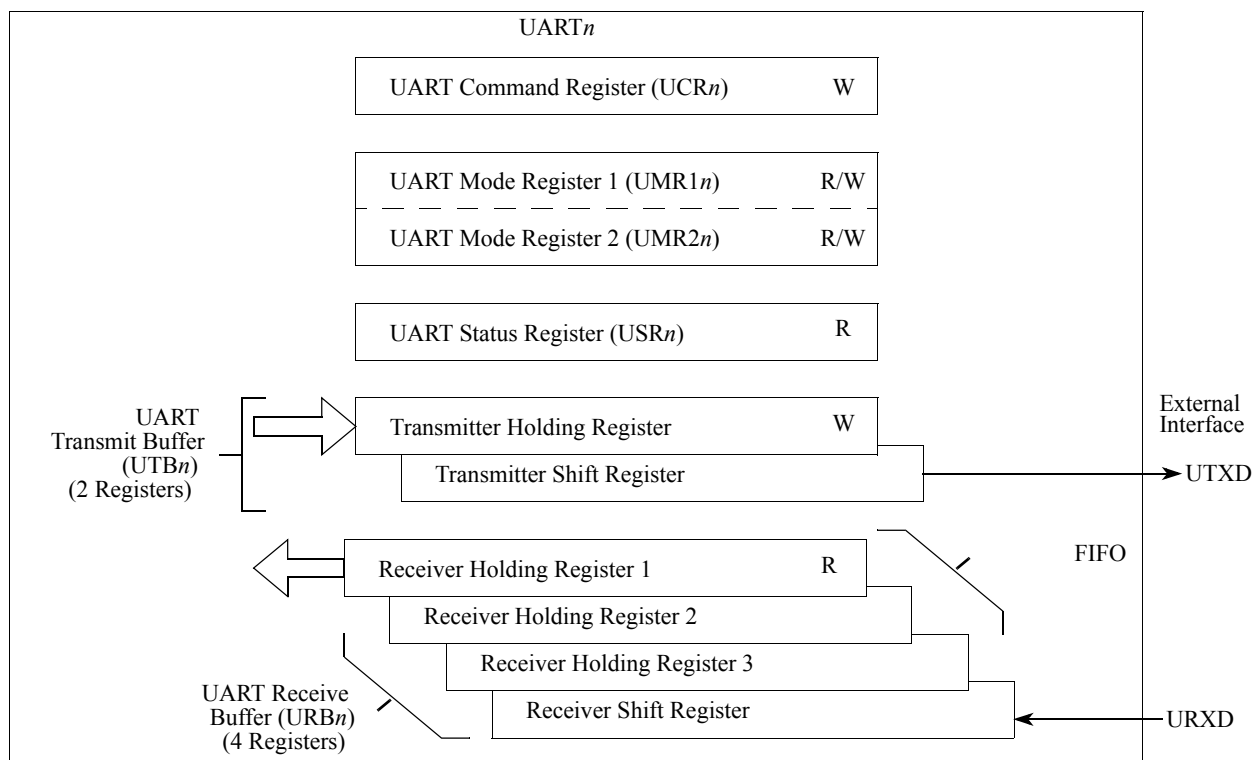 UARTn
UART Command Register (UCRn) W
UART Mode Register 1 (UMR1n) R/W
UART Mode Register 2 (UMR2n) R/W
UART Status Register (USRn) R
UART
Transmit Buffer
(UTBn)
(2 Registers)
Transmitter Holding Register W
Transmitter Shift Register
External
Interface
UTXD
FIFO
Receiver Holding Register 1 R
Receiver Holding Register 2
Receiver Holding Register 3
Receiver Shift Register
UART Receive
Buffer (URBn)
(4 Registers)
URXD